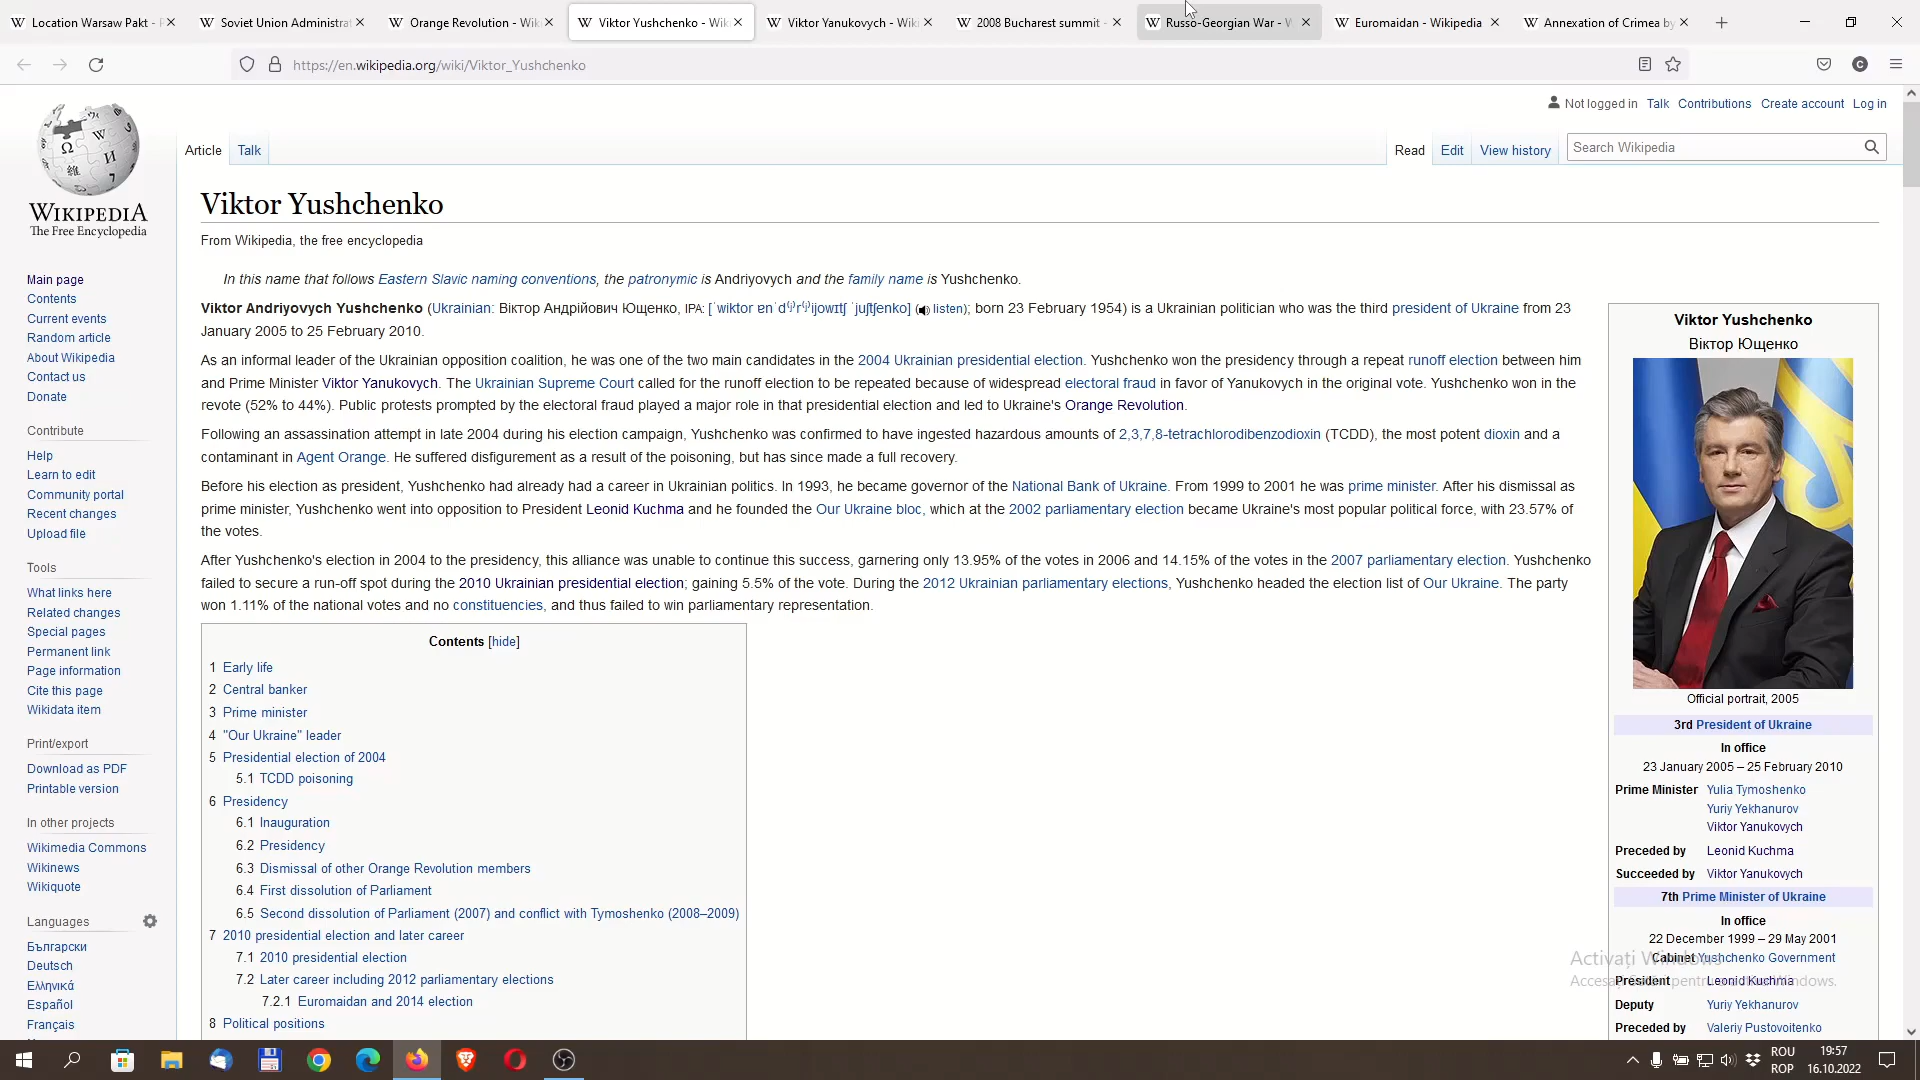 Location Warsaw Pakt -
Soviet Union Administrat
Orange Revolution - Wiki
Viktor Yushchenko - Wiki
Viktor Yanukovych - Wiki
2008 Bucharest summit -
Russo-Georgian War - W
Euromaidan - Wikipedia
Annexation of Crimea by
https://en.wikipedia.org/wiki/Viktor_Yushchenko
Not logged in Talk Contributions Create account Log in
Article Talk Read Edit View history Search Wikipedia
WIKIPEDIA
The Free Encyclopedia
Main page
Contents
Current events
Random article
About Wikipedia
Contact us
Donate
Contribute
Help
Learn to edit
Community portal
Recent changes
Upload file
Tools
What links here
Related changes
Special pages
Permanent link
Page information
Cite this page
Wikidata item
Print/export
Download as PDF
Printable version
In other projects
Wikimedia Commons
Wikinews
Wikiquote
Languages
Български
Deutsch
Ελληνικά
Español
Français
Viktor Yushchenko
From Wikipedia, the free encyclopedia
In this name that follows Eastern Slavic naming conventions, the patronymic is Andriyovych and the family name is Yushchenko.
Viktor Andriyovych Yushchenko (Ukrainian: Віктор Андрійович Ющенко, IPA: [ˈwiktor ɐnˈd⁽ʲ⁾r⁽ʲ⁾ijowɪtʃ ˈjuʃtʃenko] (listen); born 23 February 1954) is a Ukrainian politician who was the third president of Ukraine from 23
January 2005 to 25 February 2010.
As an informal leader of the Ukrainian opposition coalition, he was one of the two main candidates in the 2004 Ukrainian presidential election. Yushchenko won the presidency through a repeat runoff election between him
and Prime Minister Viktor Yanukovych. The Ukrainian Supreme Court called for the runoff election to be repeated because of widespread electoral fraud in favor of Yanukovych in the original vote. Yushchenko won in the
revote (52% to 44%). Public protests prompted by the electoral fraud played a major role in that presidential election and led to Ukraine's Orange Revolution.
Following an assassination attempt in late 2004 during his election campaign, Yushchenko was confirmed to have ingested hazardous amounts of 2,3,7,8-tetrachlorodibenzodioxin (TCDD), the most potent dioxin and a
contaminant in Agent Orange. He suffered disfigurement as a result of the poisoning, but has since made a full recovery.
Before his election as president, Yushchenko had already had a career in Ukrainian politics. In 1993, he became governor of the National Bank of Ukraine. From 1999 to 2001 he was prime minister. After his dismissal as
prime minister, Yushchenko went into opposition to President Leonid Kuchma and he founded the Our Ukraine bloc, which at the 2002 parliamentary election became Ukraine's most popular political force, with 23.57% of
the votes.
After Yushchenko's election in 2004 to the presidency, this alliance was unable to continue this success, garnering only 13.95% of the votes in 2006 and 14.15% of the votes in the 2007 parliamentary election. Yushchenko
failed to secure a run-off spot during the 2010 Ukrainian presidential election; gaining 5.5% of the vote. During the 2012 Ukrainian parliamentary elections, Yushchenko headed the election list of Our Ukraine. The party
won 1.11% of the national votes and no constituencies, and thus failed to win parliamentary representation.
Contents [hide]
1 Early life
2 Central banker
3 Prime minister
4 "Our Ukraine" leader
5 Presidential election of 2004
5.1 TCDD poisoning
6 Presidency
6.1 Inauguration
6.2 Presidency
6.3 Dismissal of other Orange Revolution members
6.4 First dissolution of Parliament
6.5 Second dissolution of Parliament (2007) and conflict with Tymoshenko (2008–2009)
7 2010 presidential election and later career
7.1 2010 presidential election
7.2 Later career including 2012 parliamentary elections
7.2.1 Euromaidan and 2014 election
8 Political positions
Viktor Yushchenko
Віктор Ющенко
Official portrait, 2005
3rd President of Ukraine
In office
23 January 2005 – 25 February 2010
Prime Minister Yulia Tymoshenko
Yuriy Yekhanurov
Viktor Yanukovych
Preceded by Leonid Kuchma
Succeeded by Viktor Yanukovych
7th Prime Minister of Ukraine
In office
22 December 1999 – 29 May 2001
Cabinet Yushchenko Government
President Leonid Kuchma
Deputy Yuriy Yekhanurov
Preceded by Valeriy Pustovoitenko
Activați Windows
pentru Windows.
ROU
ROP
19:57
16.10.2022